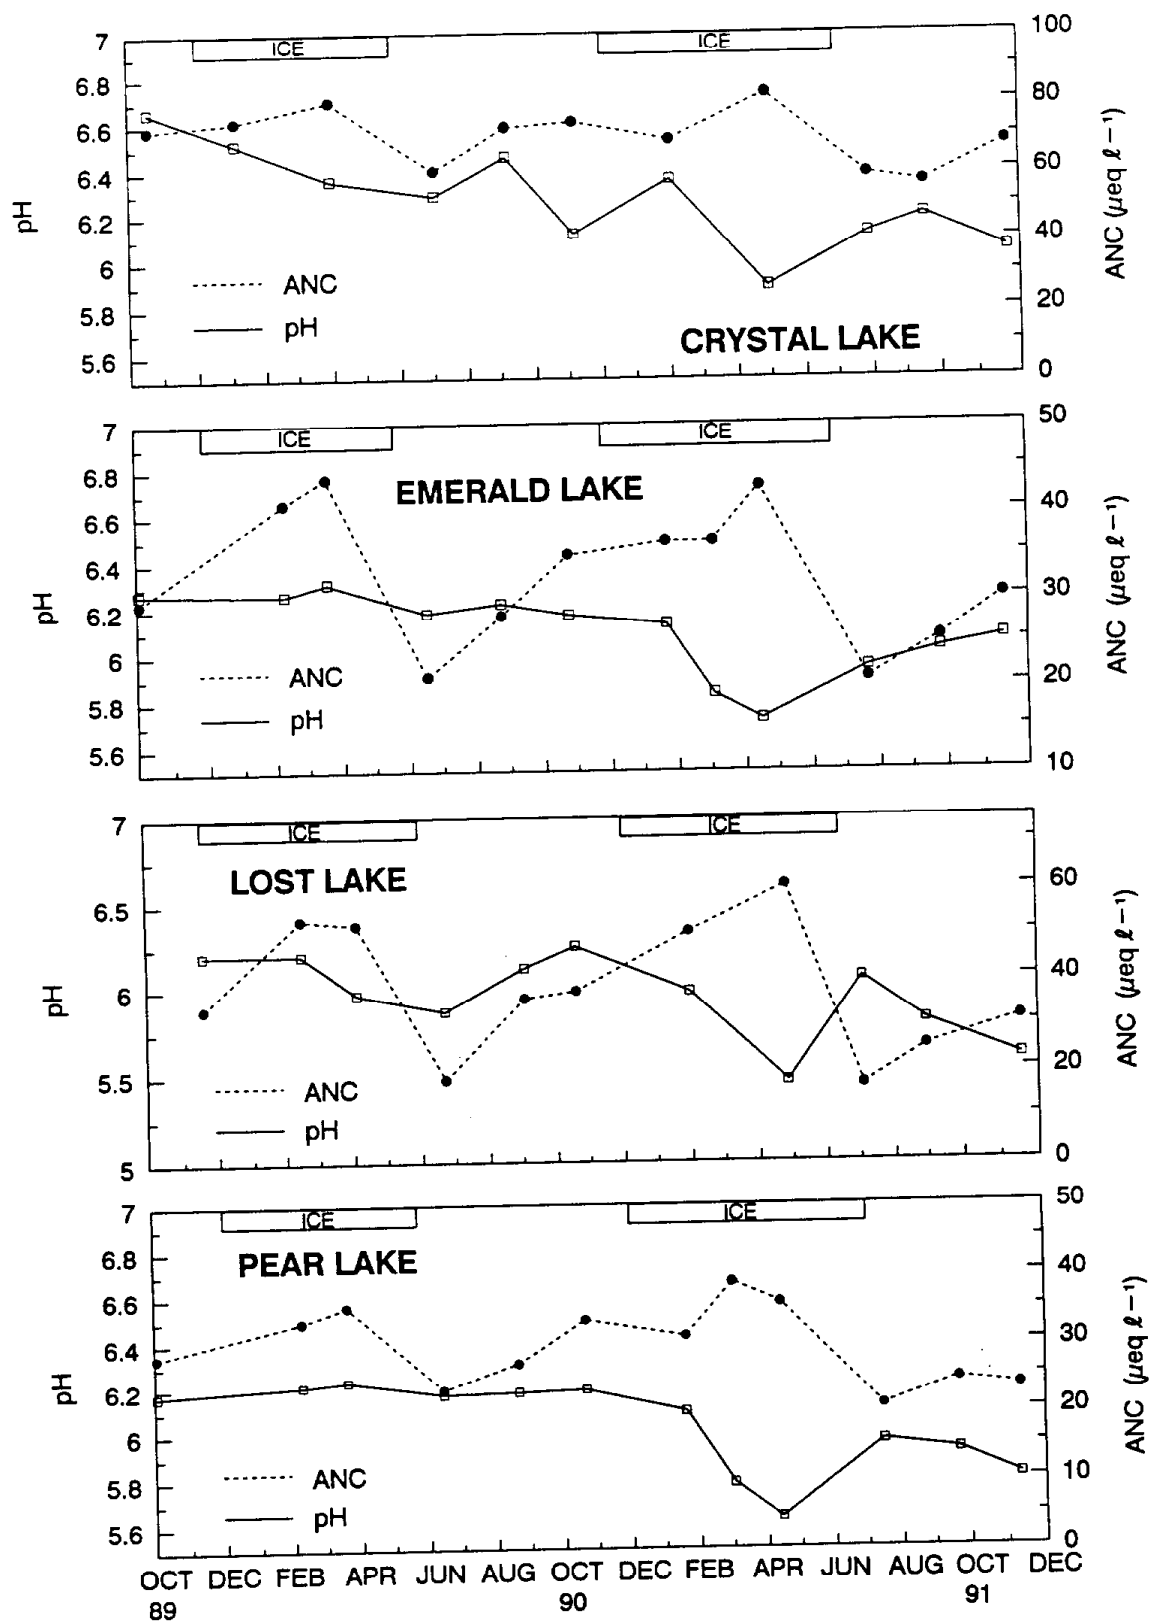 7 ICE ICE 100
6.8 80
6.6
6.4 60
6.2 40
6
5.8 20
5.6 0
pH
ANC (μeq ℓ−1)
ANC
pH
CRYSTAL LAKE
7 ICE ICE 50
6.8
6.6 40
6.4
6.2 30
6
5.8 20
5.6 10
pH
ANC (μeq ℓ−1)
EMERALD LAKE
ANC
pH
7 ICE ICE
6.5 60
6 40
5.5 20
5 0
pH
ANC (μeq ℓ−1)
LOST LAKE
ANC
pH
7 ICE ICE 50
6.8 40
6.6
6.4 30
6.2 20
6
5.8 10
5.6 0
pH
ANC (μeq ℓ−1)
PEAR LAKE
ANC
pH
OCT DEC FEB APR JUN AUG OCT DEC FEB APR JUN AUG OCT DEC
89 90 91